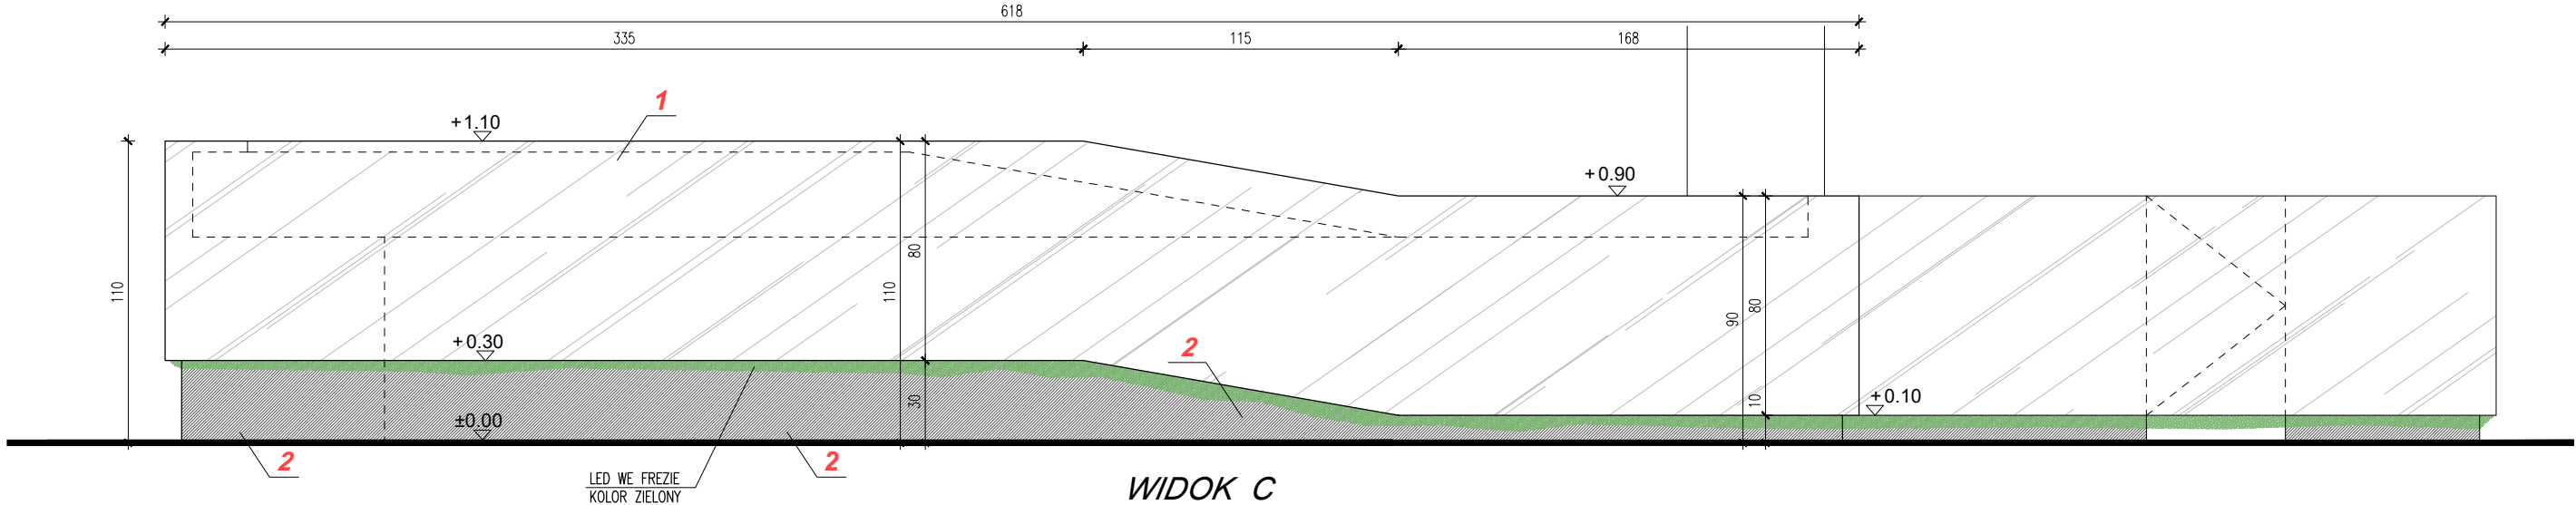 618
335 115 168
1
+1.10
+0.90
110 110 80 90 80
+0.30
2
30 10
+0.10
±0.00
2 2
LED WE FREZIE
KOLOR ZIELONY
WIDOK C